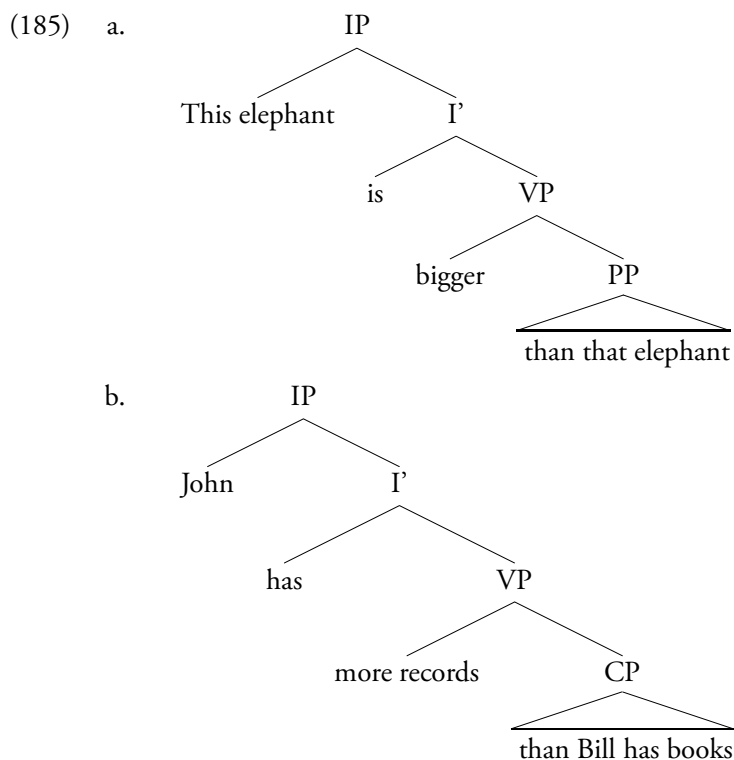 (185) a. IP
This elephant I’
is VP
bigger PP
than that elephant
b. IP
John I’
has VP
more records CP
than Bill has books